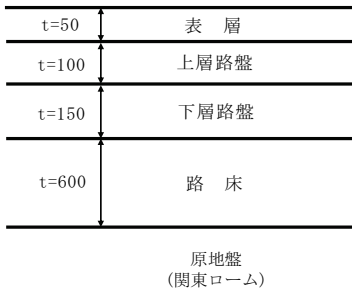 t=50 表 層
t=100 上層路盤
t=150 下層路盤
t=600 路 床
原地盤
(関東ローム)